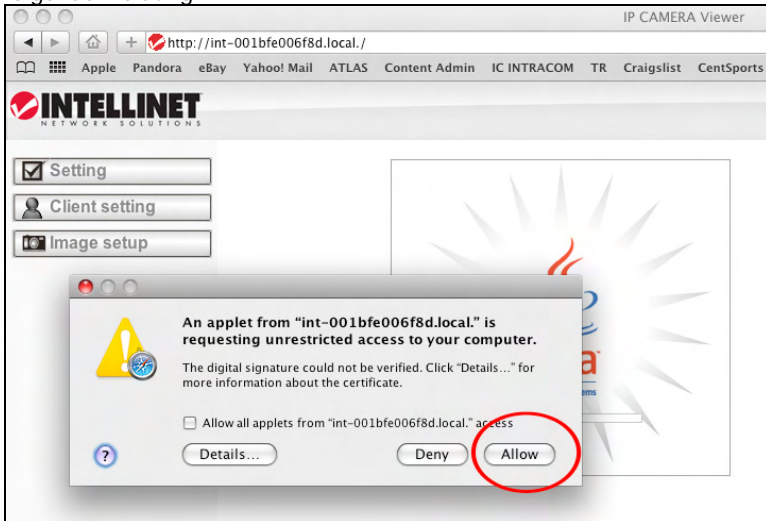 IP CAMERA Viewer
http://int-001bfe006f8d.local./
Apple Pandora eBay Yahoo! Mail ATLAS Content Admin IC INTRACOM TR Craigslist CentSports
INTELLINET
NETWORK SOLUTIONS
Setting
Client setting
Image setup
An applet from “int-001bfe006f8d.local.” is
requesting unrestricted access to your computer.
The digital signature could not be verified. Click “Details...” for
more information about the certificate.
Allow all applets from “int-001bfe006f8d.local.” access
? Details... Deny Allow